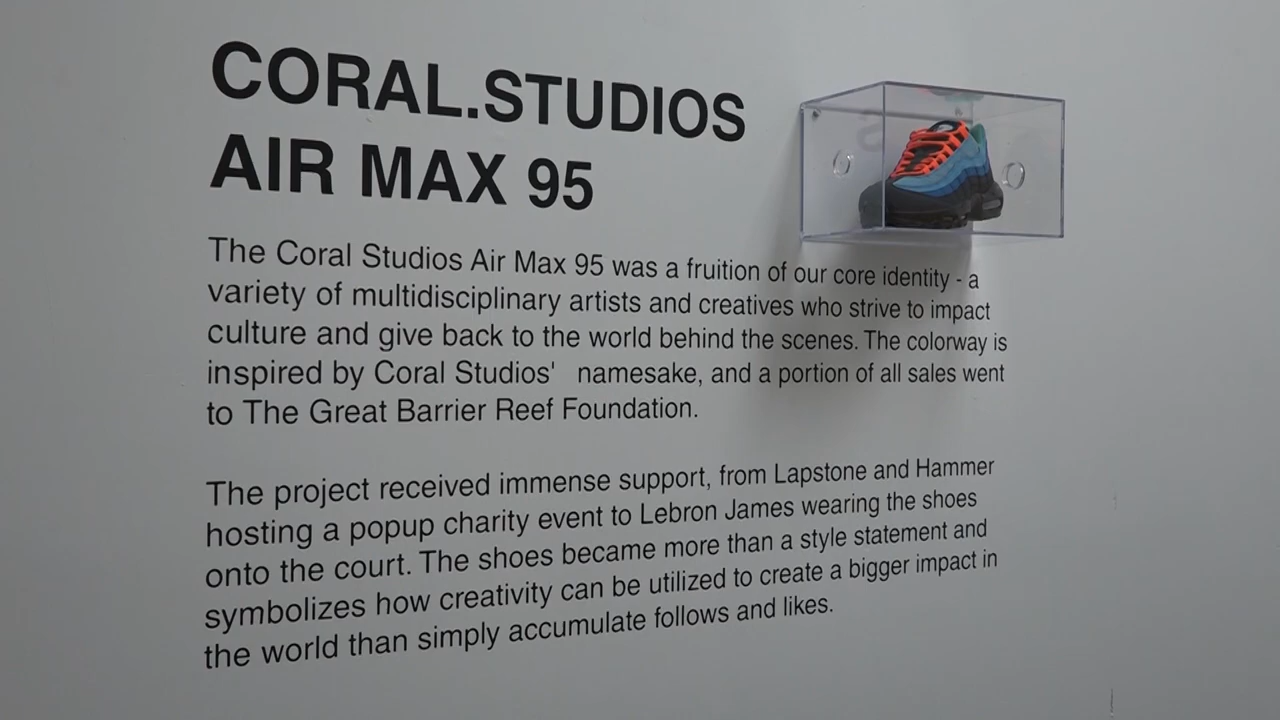 CORAL.STUDIOS
AIR MAX 95
The Coral Studios Air Max 95 was a fruition of our core identity - a
variety of multidisciplinary artists and creatives who strive to impact
culture and give back to the world behind the scenes. The colorway is
inspired by Coral Studios' namesake, and a portion of all sales went
to The Great Barrier Reef Foundation.
The project received immense support, from Lapstone and Hammer
hosting a popup charity event to Lebron James wearing the shoes
onto the court. The shoes became more than a style statement and
symbolizes how creativity can be utilized to create a bigger impact in
the world than simply accumulate follows and likes.